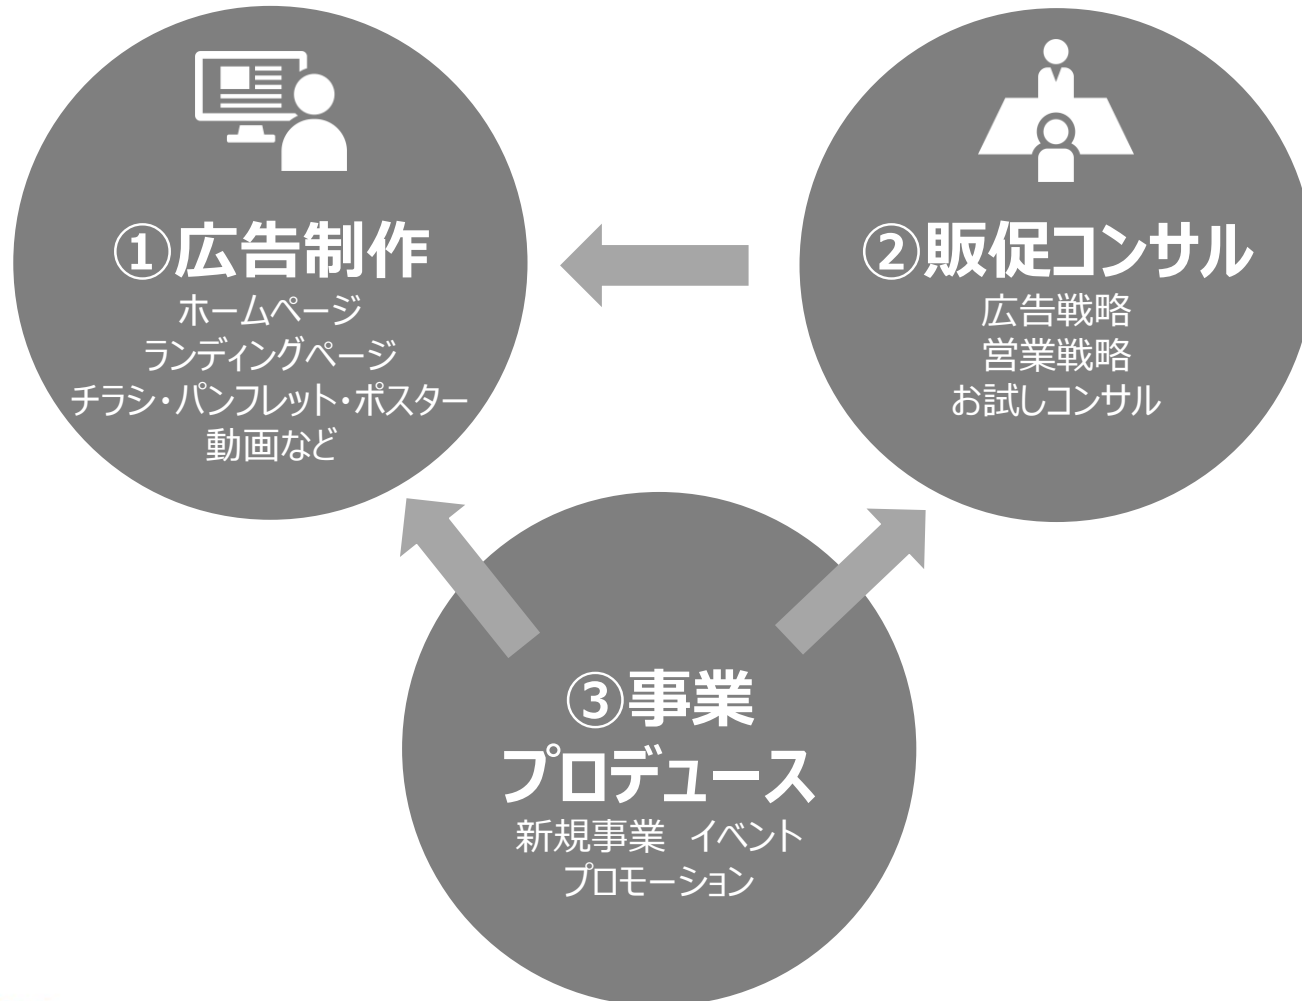 ①広告制作
ホームページ
ランディングページ
チラシ・パンフレット・ポスター
動画など
②販促コンサル
広告戦略
営業戦略
お試しコンサル
③事業
プロデュース
新規事業　イベント
プロモーション